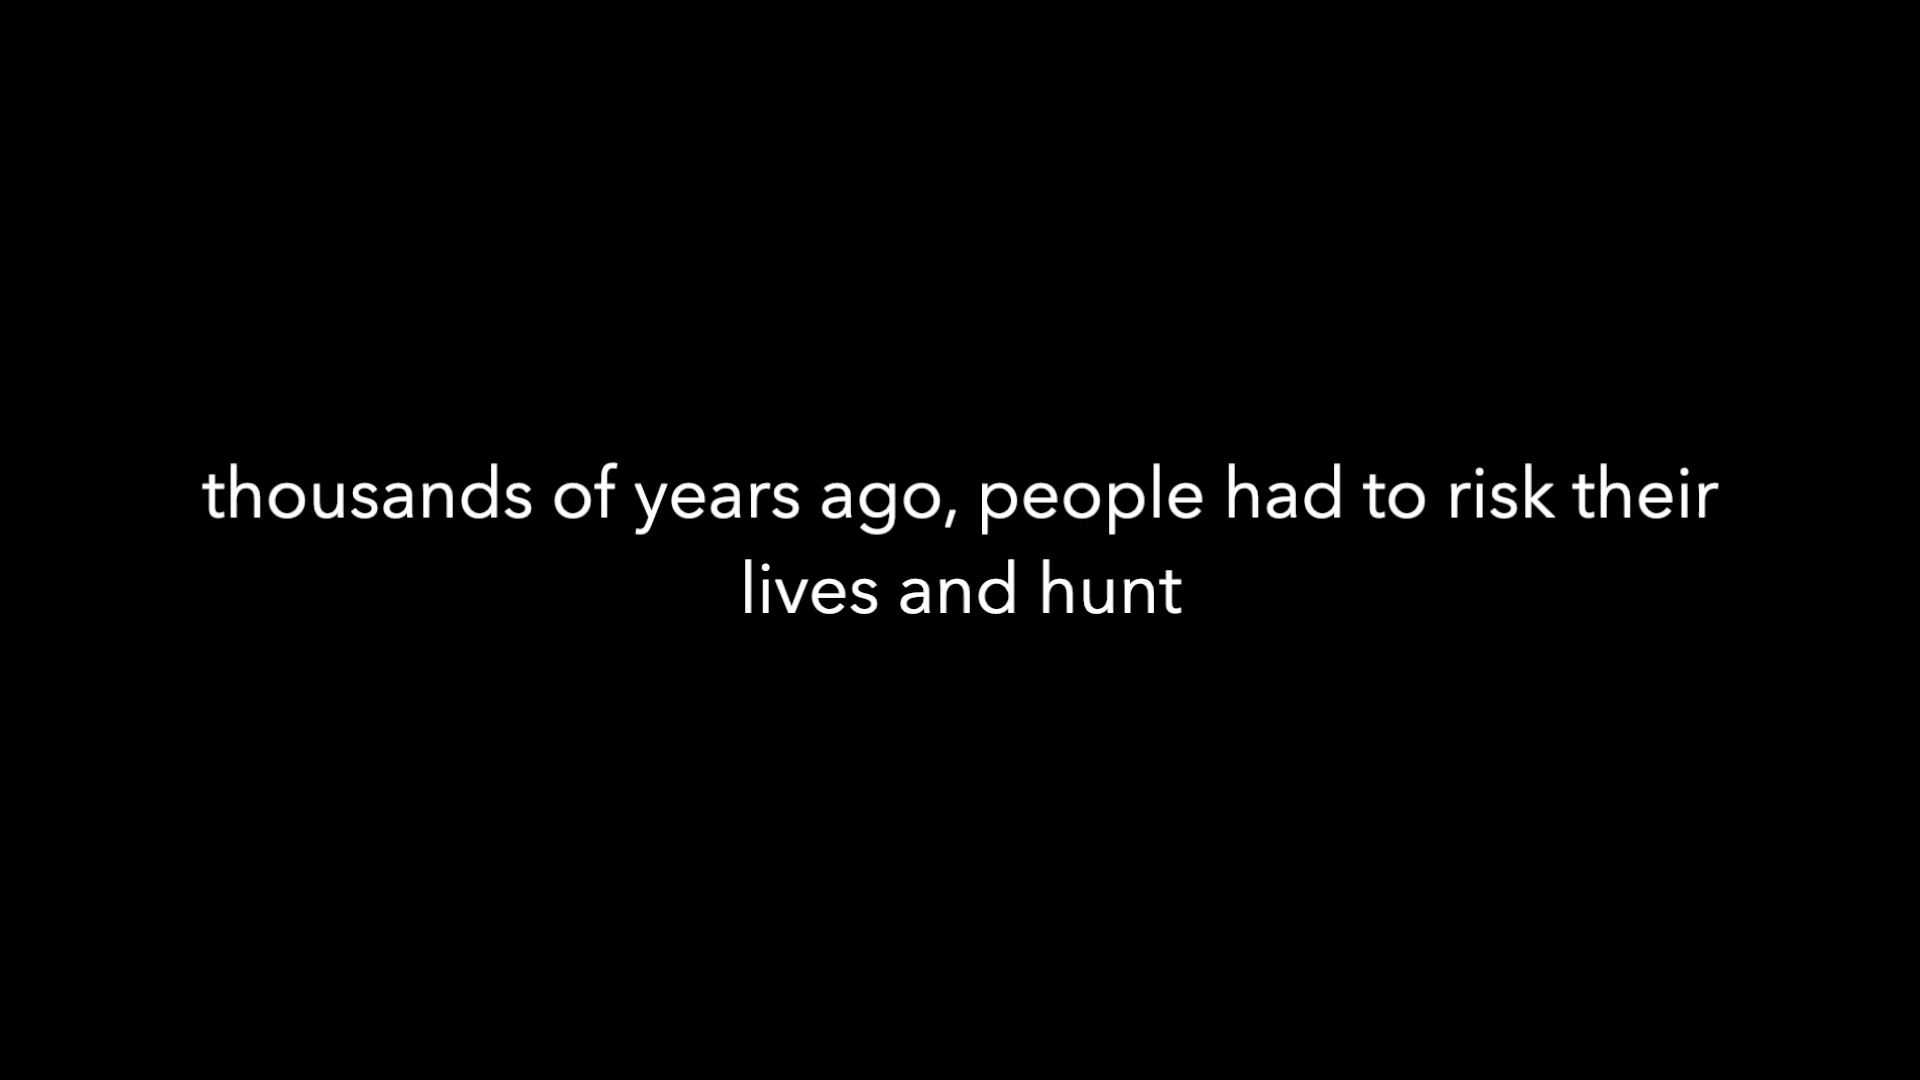 thousands of years ago, people had to risk their
lives and hunt